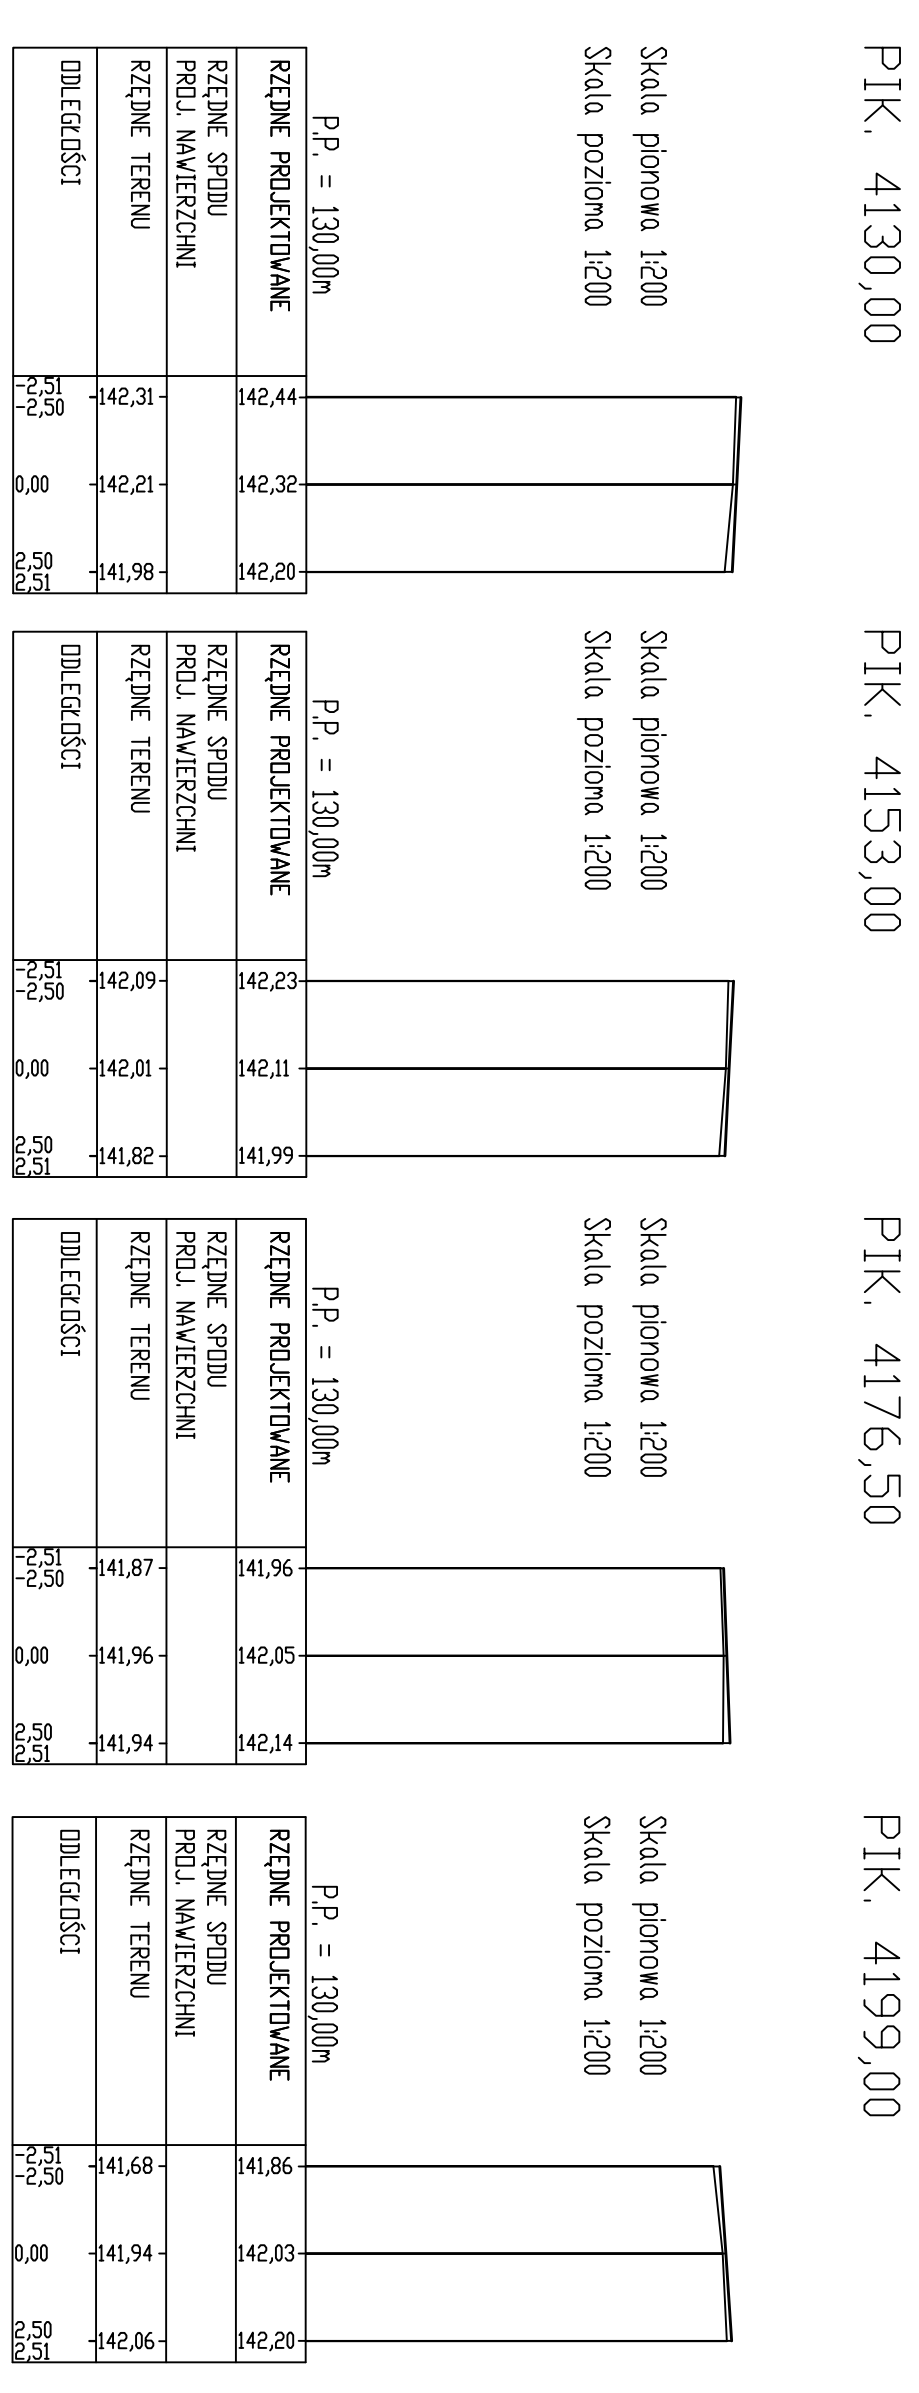 PIK. 4130,00
Skala pionowa 1:200
Skala pozioma 1:200
P.P. = 130,00m
RZĘDNE PROJEKTOWANE
142,44
142,32
142,20
RZĘDNE SPODU
PROJ. NAWIERZCHNI
RZĘDNE TERENU
142,31
142,21
141,98
ODLEGŁOŚCI
-2,51
-2,50
0,00
2,50
2,51
PIK. 4153,00
Skala pionowa 1:200
Skala pozioma 1:200
P.P. = 130,00m
RZĘDNE PROJEKTOWANE
142,23
142,11
141,99
RZĘDNE SPODU
PROJ. NAWIERZCHNI
RZĘDNE TERENU
142,09
142,01
141,82
ODLEGŁOŚCI
-2,51
-2,50
0,00
2,50
2,51
PIK. 4176,50
Skala pionowa 1:200
Skala pozioma 1:200
P.P. = 130,00m
RZĘDNE PROJEKTOWANE
141,96
142,05
142,14
RZĘDNE SPODU
PROJ. NAWIERZCHNI
RZĘDNE TERENU
141,87
141,96
141,94
ODLEGŁOŚCI
-2,51
-2,50
0,00
2,50
2,51
PIK. 4199,00
Skala pionowa 1:200
Skala pozioma 1:200
P.P. = 130,00m
RZĘDNE PROJEKTOWANE
141,86
142,03
142,20
RZĘDNE SPODU
PROJ. NAWIERZCHNI
RZĘDNE TERENU
141,68
141,94
142,06
ODLEGŁOŚCI
-2,51
-2,50
0,00
2,50
2,51